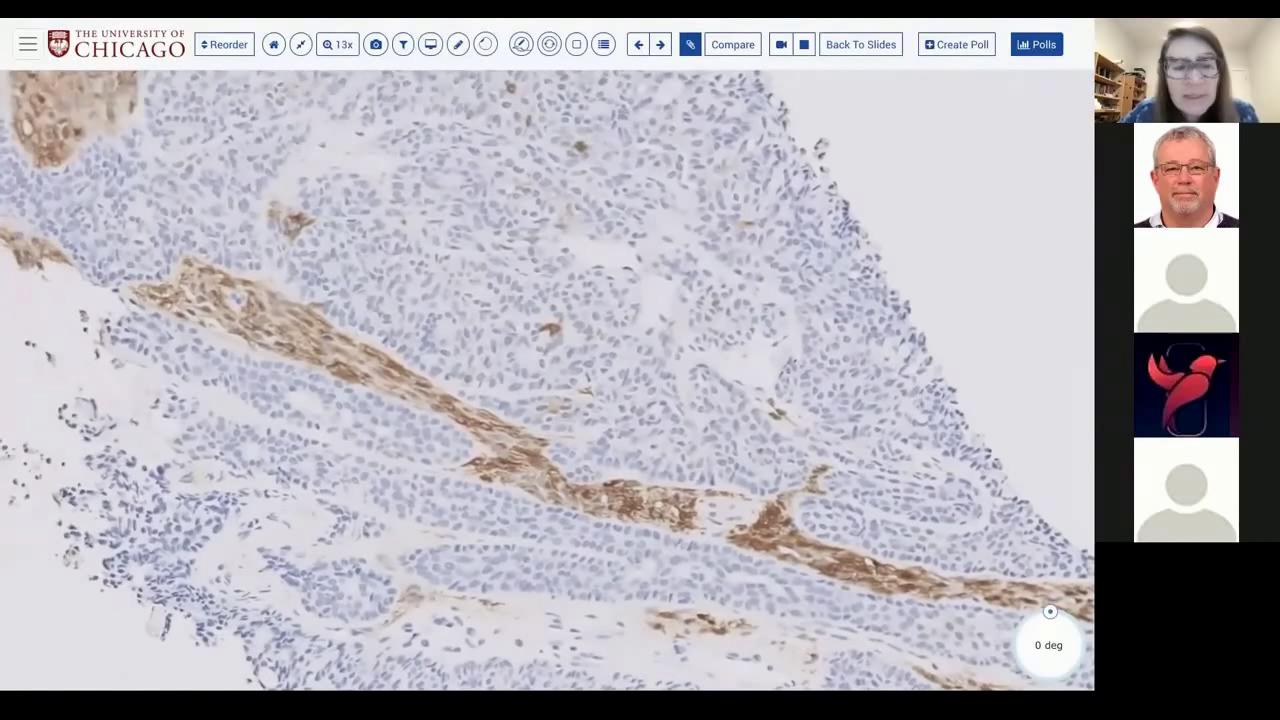 THE UNIVERSITY OF
CHICAGO
Reorder
13x
Compare
Back To Slides
Create Poll
Polls
0 deg